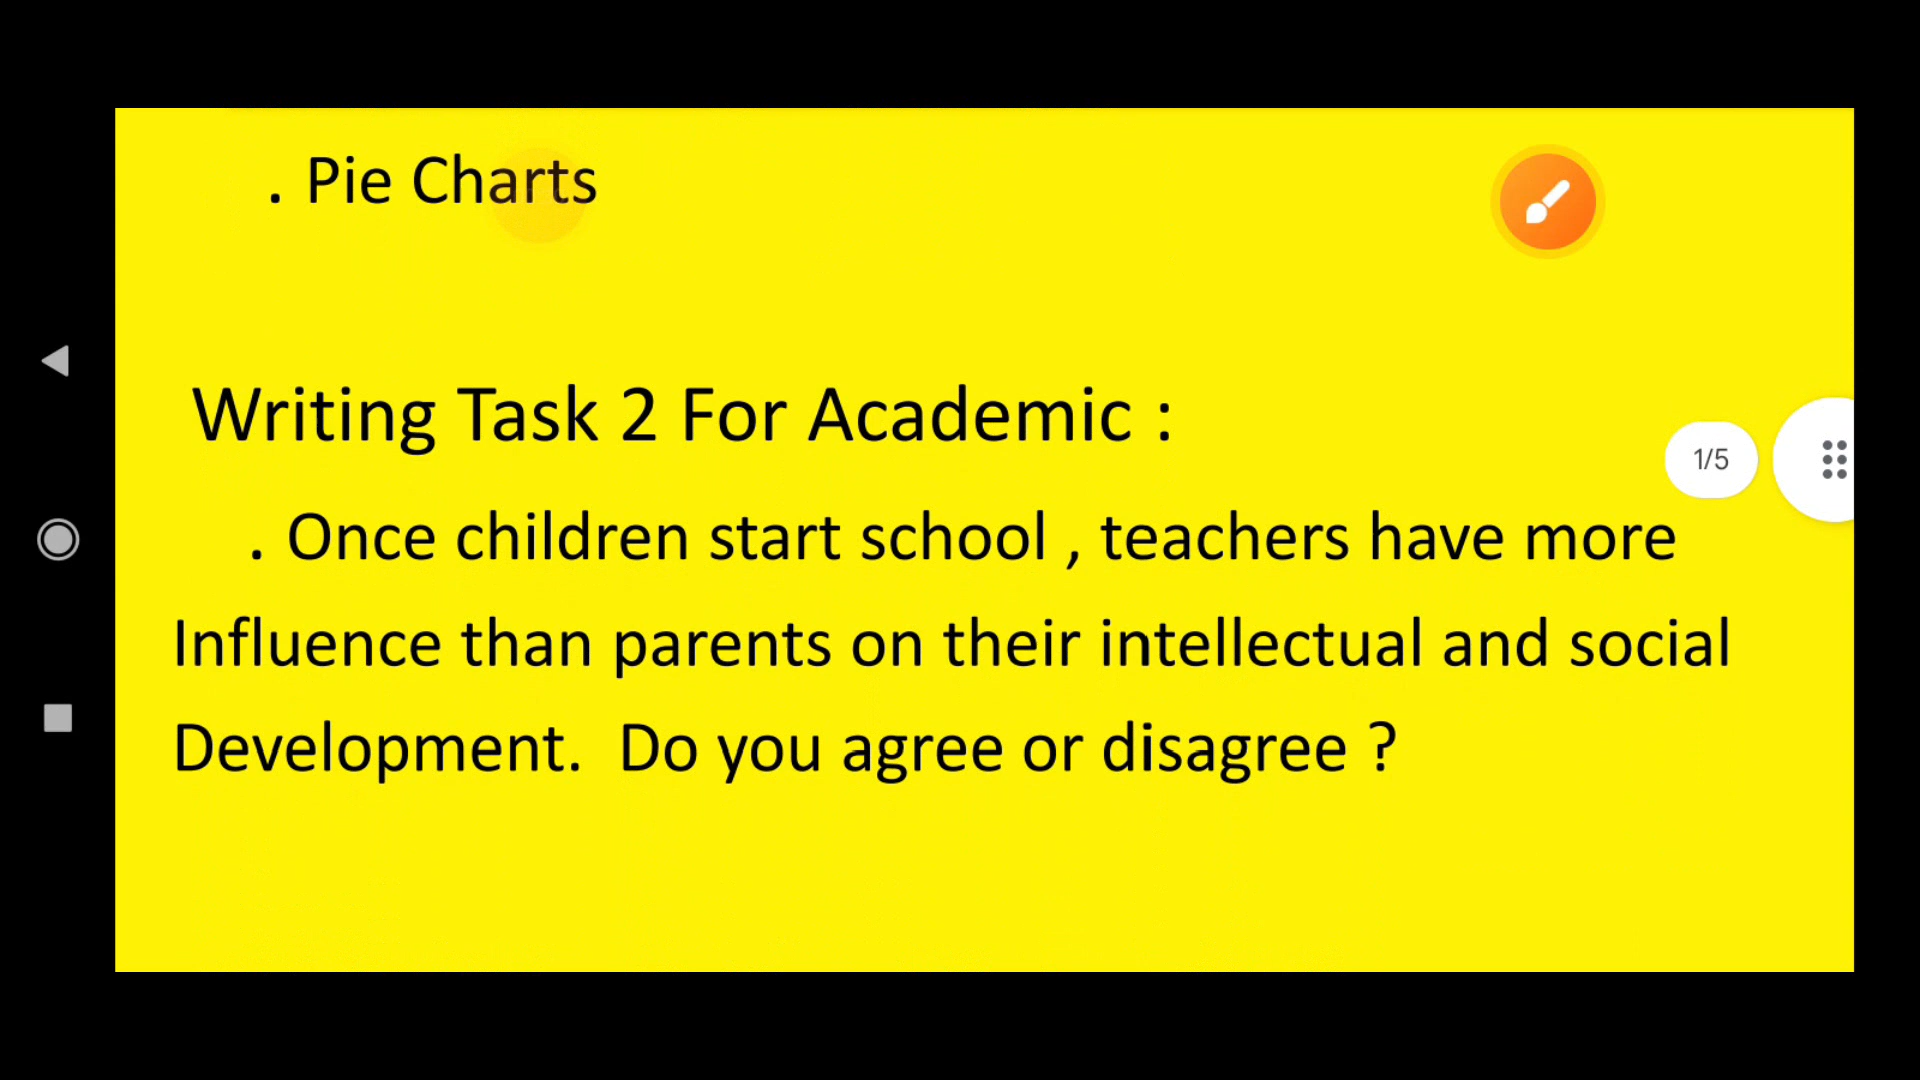 . Pie Charts
Writing Task 2 For Academic :
. Once children start school , teachers have more
1/5
Influence than parents on their intellectual and social
Development.  Do you agree or disagree ?